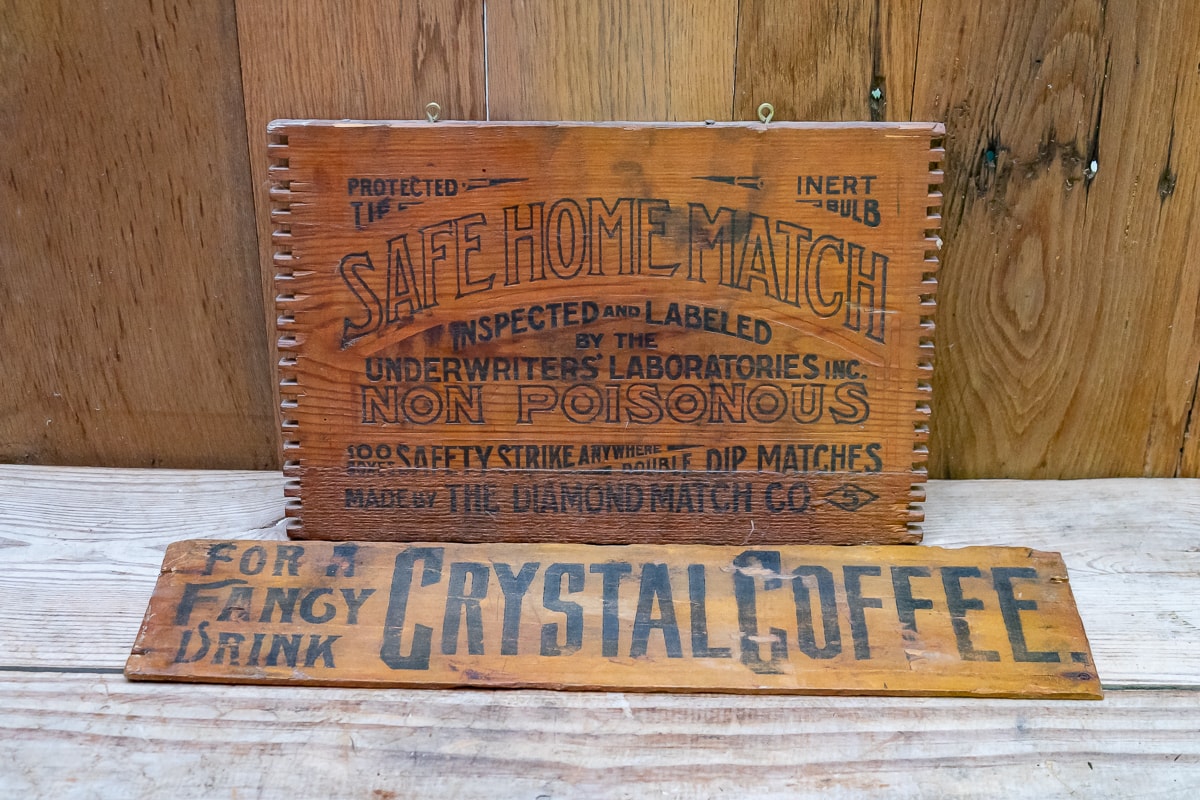 PROTECTED TIP
INERT BULB
SAFE HOME MATCH
INSPECTED AND LABELED
BY THE
UNDERWRITERS' LABORATORIES INC.
NON POISONOUS
SAFETY STRIKE ANYWHERE DOUBLE DIP MATCHES
MADE BY THE DIAMOND MATCH CO 5
FOR A
FANCY
DRINK
CRYSTAL COFFEE.